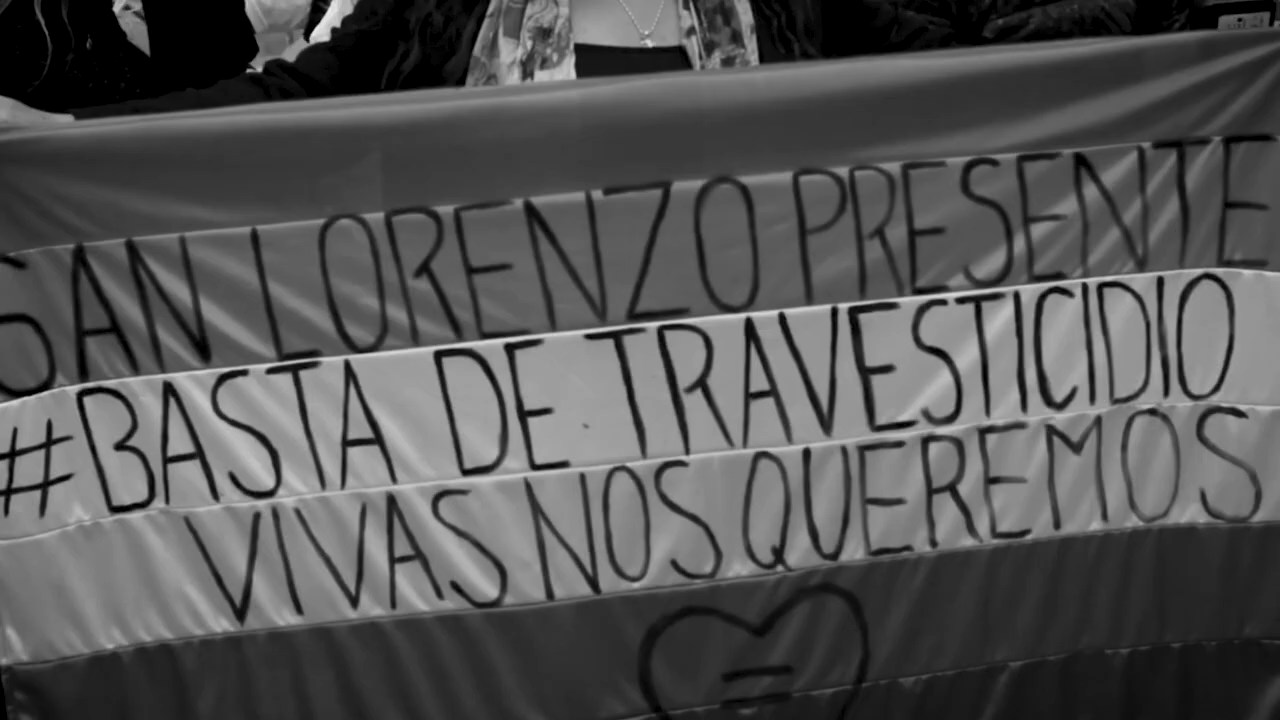 SAN LORENZO PRESENTE
#BASTA DE TRAVESTICIDIO
VIVAS NOS QUEREMOS
=